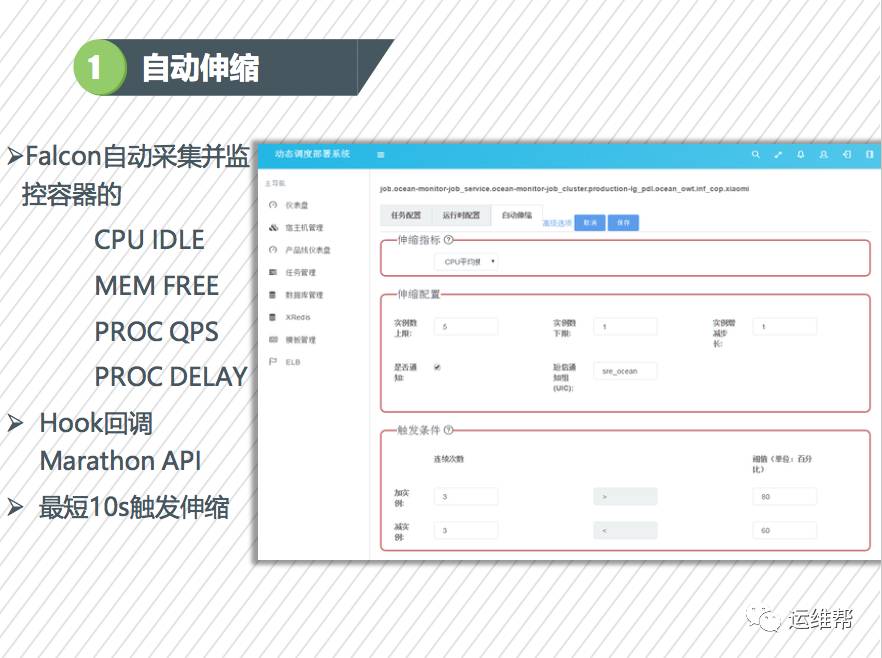 1 自动伸缩
➢Falcon自动采集并监
控容器的
CPU IDLE
MEM FREE
PROC QPS
PROC DELAY
➢ Hook回调
Marathon API
➢ 最短10s触发伸缩
动态调度部署系统
主导航
仪表盘
宿主机管理
产品线仪表盘
任务管理
数据库管理
XRedis
模板管理
ELB
job.ocean-monitor-job_service.ocean-monitor-job_cluster.production-lg_pdl.ocean_owt.inf_cop.xiaomi
任务配置 运行时配置 自动伸缩 高级选项 取消 保存
伸缩指标
CPU平均使
伸缩配置
实例数上限: 5 实例数下限: 1 实例增减步长: 1
是否通知: 短信通知组(UIC): sre_ocean
触发条件
连续次数 阈值（单位：百分比）
加实例: 3 > 80
减实例: 3 < 60
运维帮